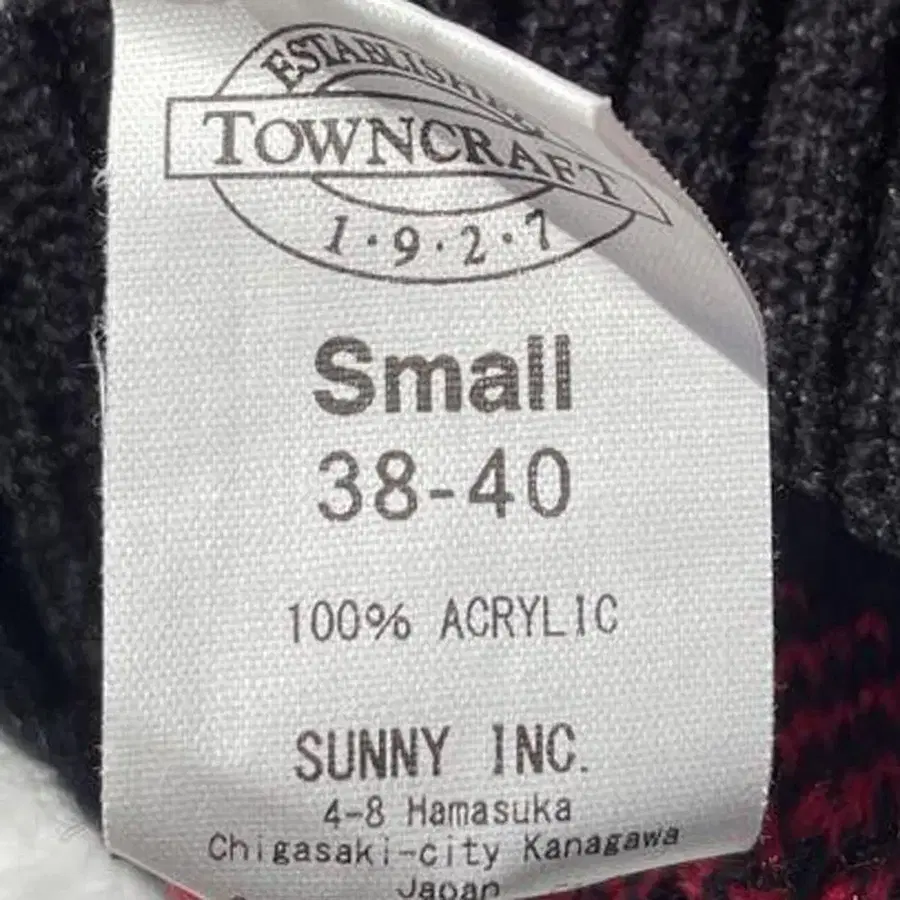 ESTABLISHED
TOWNCRAFT
1·9·2·7
Small
38-40
100% ACRYLIC
SUNNY INC.
4-8 Hamasuka
Chigasaki-city Kanagawa
Japan